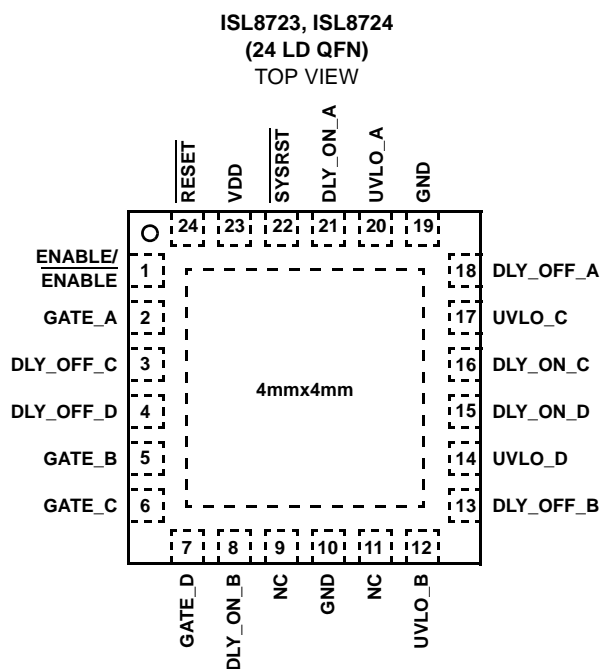 ISL8723, ISL8724
(24 LD QFN)
TOP VIEW
RESET
VDD
SYSRST
DLY_ON_A
UVLO_A
GND
24 23 22 21 20 19
ENABLE/
ENABLE
1
18 DLY_OFF_A
GATE_A 2
17 UVLO_C
DLY_OFF_C 3
16 DLY_ON_C
4mmx4mm
DLY_OFF_D 4
15 DLY_ON_D
GATE_B 5
14 UVLO_D
GATE_C 6
13 DLY_OFF_B
7 8 9 10 11 12
GATE_D
DLY_ON_B
NC
GND
NC
UVLO_B